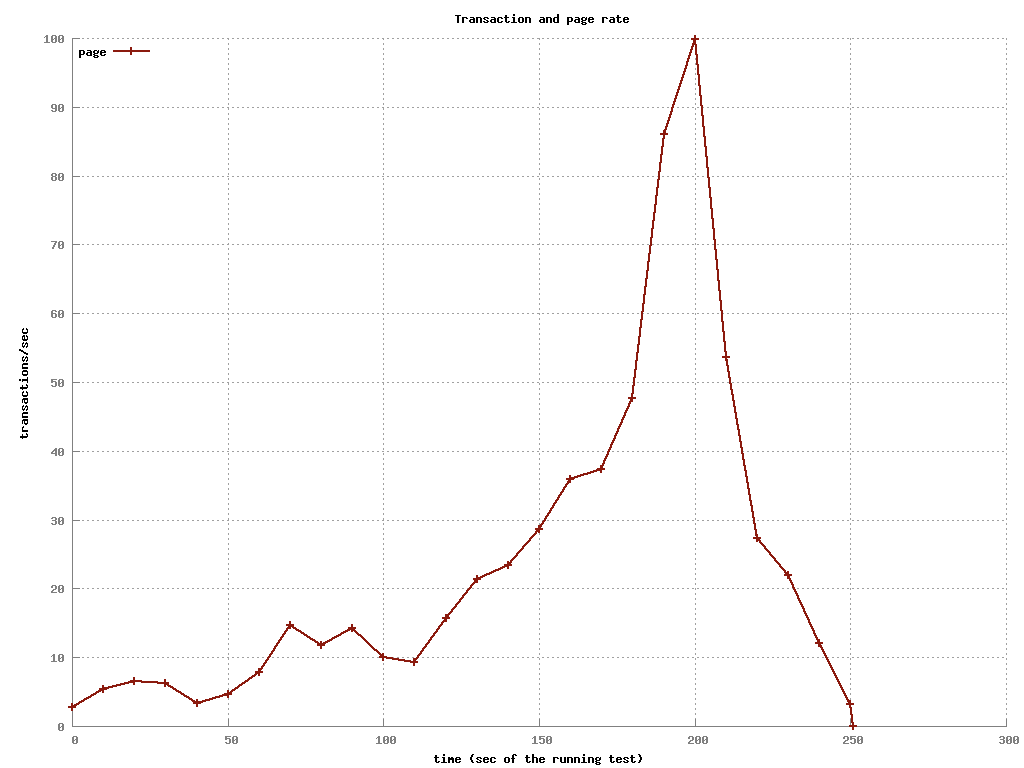 Transaction and page rate
page
100
90
80
70
60
50
40
30
20
10
0
transactions/sec
0 50 100 150 200 250 300
time (sec of the running test)